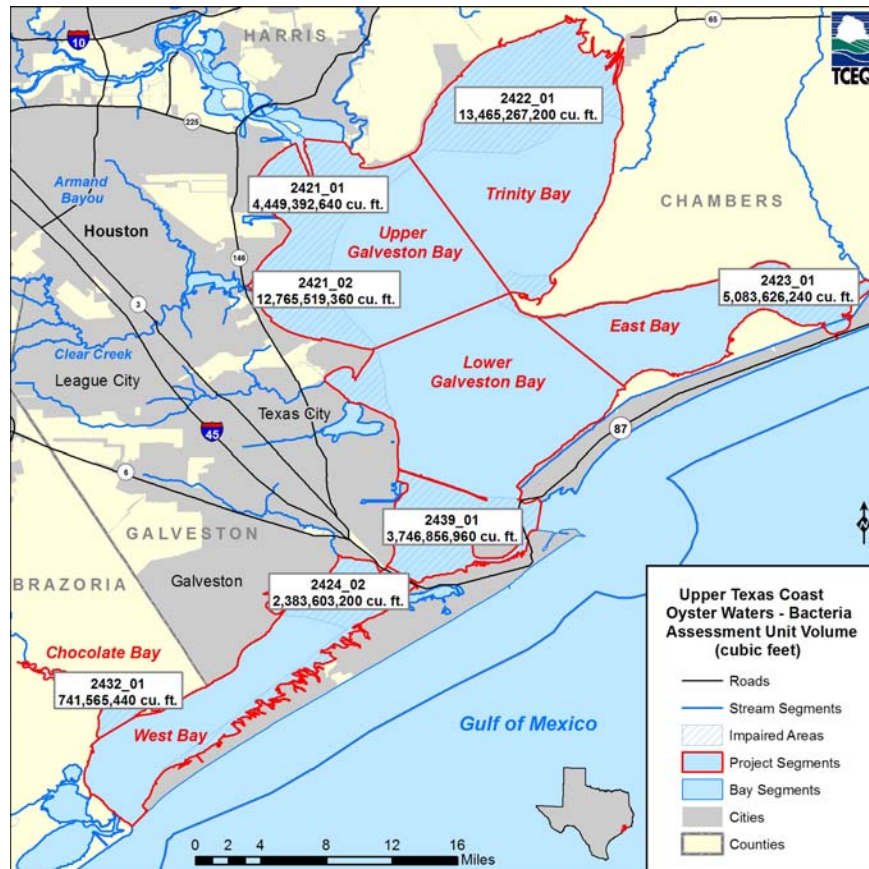 HARRIS
10
65
TCEQ
2422_01
13,465,267,200 cu. ft.
225
Armand
Bayou
2421_01
4,449,392,640 cu. ft.
Trinity Bay
CHAMBERS
Houston
Upper
Galveston Bay
146
2421_02
12,765,519,360 cu. ft.
2423_01
5,083,626,240 cu. ft.
3
East Bay
Clear Creek
League City
Lower
Galveston Bay
Texas City
45
87
6
GALVESTON
2439_01
3,746,856,960 cu. ft.
BRAZORIA
Galveston
2424_02
2,383,603,200 cu. ft.
Chocolate Bay
2432_01
741,565,440 cu. ft.
West Bay
Gulf of Mexico
N
Upper Texas Coast
Oyster Waters - Bacteria
Assessment Unit Volume
(cubic feet)
Roads
Stream Segments
Impaired Areas
Project Segments
Bay Segments
Cities
Counties
0 2 4 8 12 16
Miles